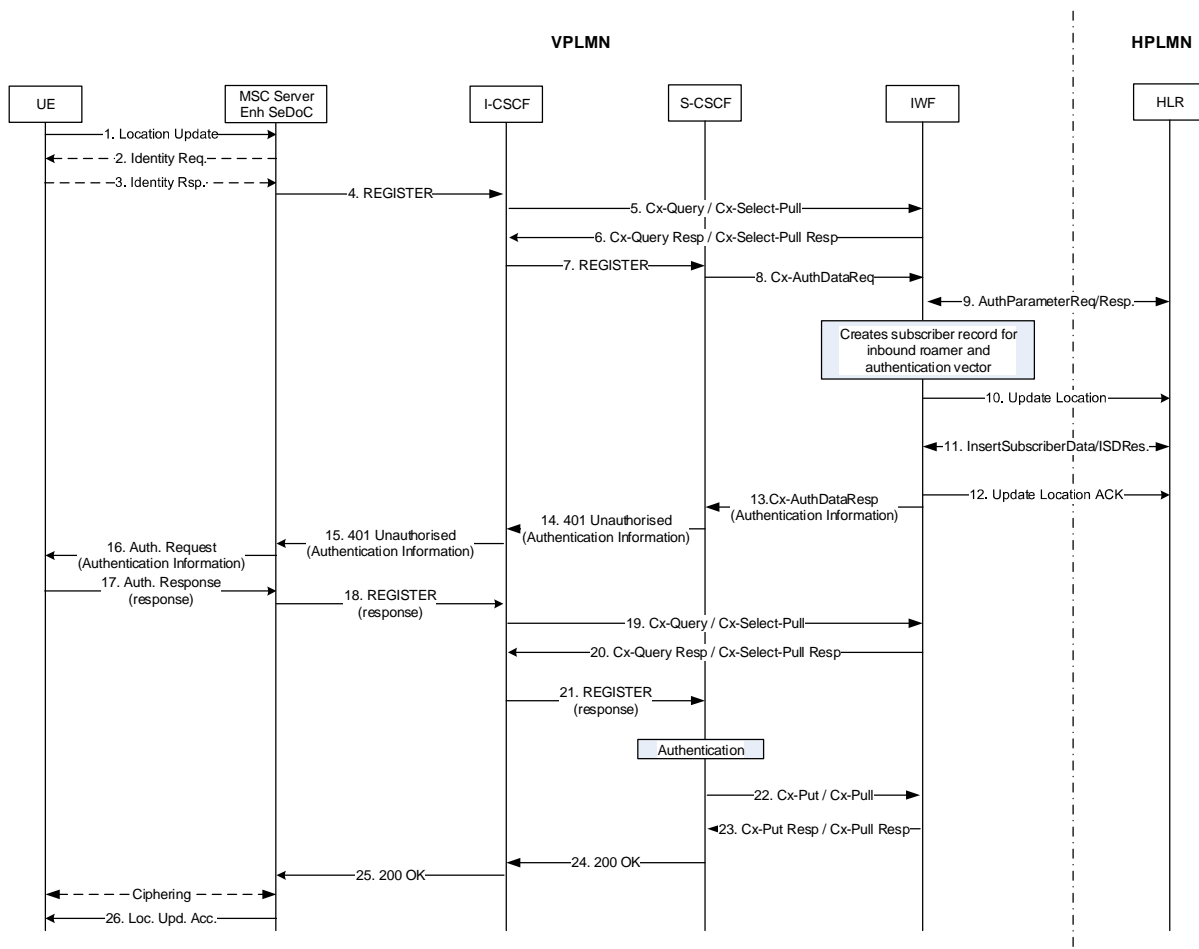 VPLMN
HPLMN
UE
MSC Server
Enh SeDoC
I-CSCF
S-CSCF
IWF
HLR
1. Location Update
2. Identity Req.
3. Identity Rsp.
4. REGISTER
5. Cx-Query / Cx-Select-Pull
6. Cx-Query Resp / Cx-Select-Pull Resp
7. REGISTER
8. Cx-AuthDataReq
9. AuthParameterReq/Resp.
Creates subscriber record for
inbound roamer and
authentication vector
10. Update Location
11. InsertSubscriberData/ISDRes.
12. Update Location ACK
13.Cx-AuthDataResp
(Authentication Information)
14. 401 Unauthorised
(Authentication Information)
15. 401 Unauthorised
(Authentication Information)
16. Auth. Request
(Authentication Information)
17. Auth. Response
(response)
18. REGISTER
(response)
19. Cx-Query / Cx-Select-Pull
20. Cx-Query Resp / Cx-Select-Pull Resp
21. REGISTER
(response)
Authentication
22. Cx-Put / Cx-Pull
23. Cx-Put Resp / Cx-Pull Resp
24. 200 OK
25. 200 OK
Ciphering
26. Loc. Upd. Acc.